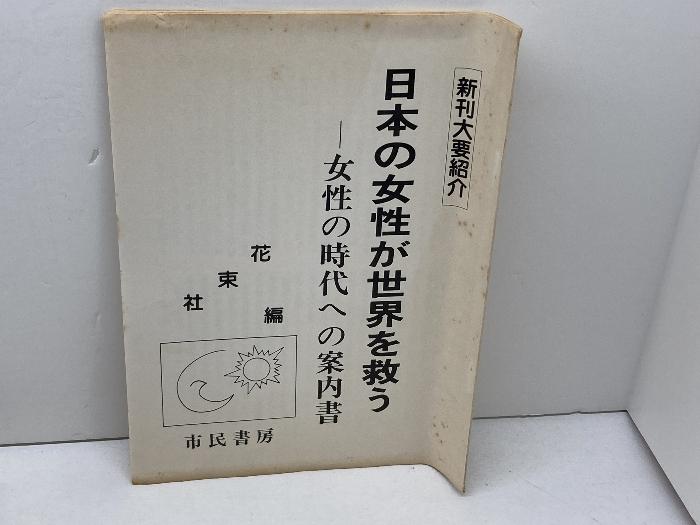 新刊大要紹介
日本の女性が世界を救う
―女性の時代への案内書
花束社
編
市民書房